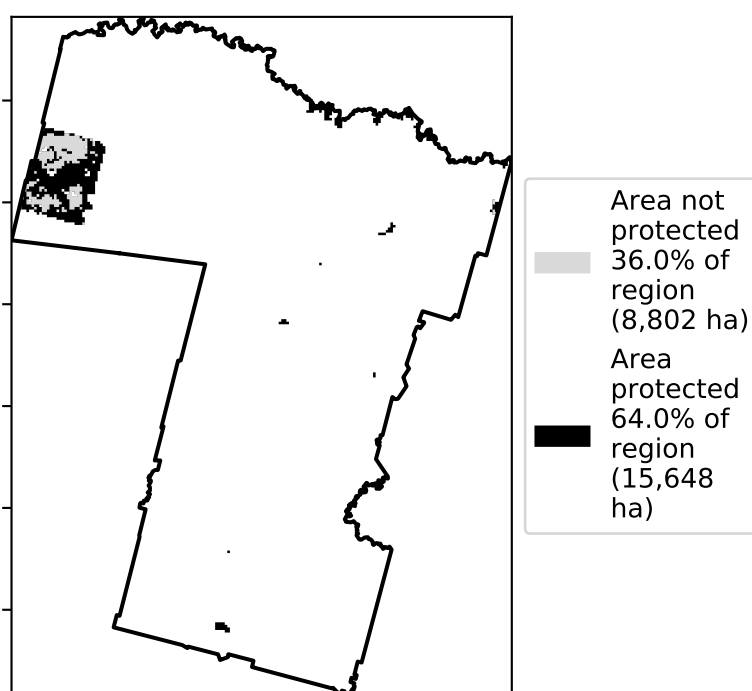 Area not
protected
36.0% of
region
(8,802 ha)
Area
protected
64.0% of
region
(15,648
ha)